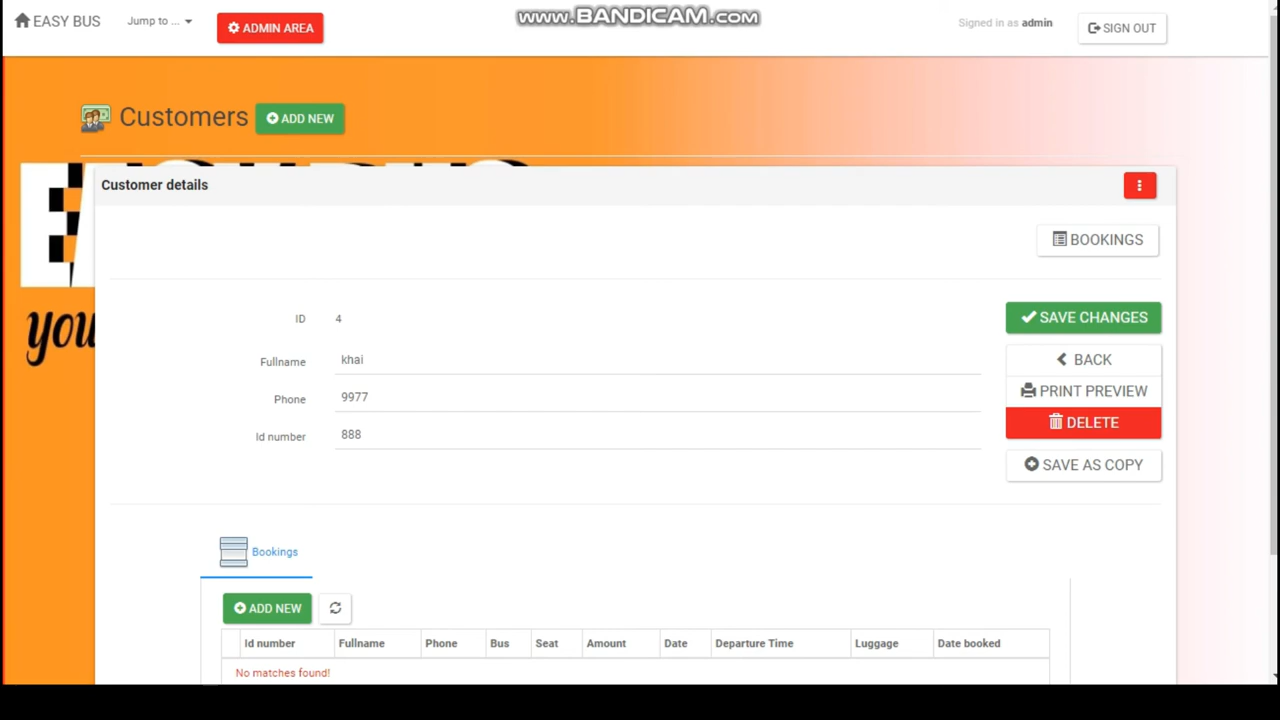 EASY BUS Jump to ... ADMIN AREA www.BANDICAM.com Signed in as admin SIGN OUT
Customers ADD NEW
Customer details
BOOKINGS
ID 4
SAVE CHANGES
Fullname khai
BACK
you
Phone 9977
PRINT PREVIEW
DELETE
Id number 888
SAVE AS COPY
Bookings
ADD NEW
Id number Fullname Phone Bus Seat Amount Date Departure Time Luggage Date booked
No matches found!